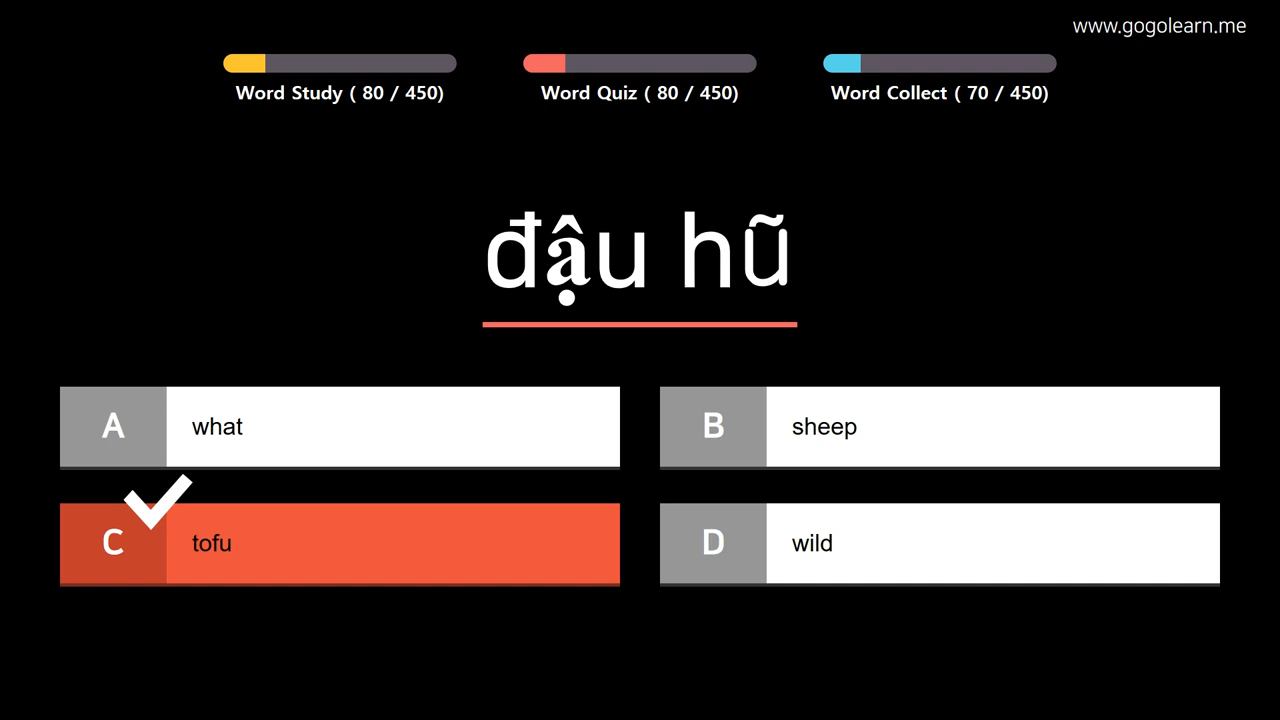 www.gogolearn.me
Word Study ( 80 / 450)
Word Quiz ( 80 / 450)
Word Collect ( 70 / 450)
đậu hũ
A what
B sheep
C tofu
D wild